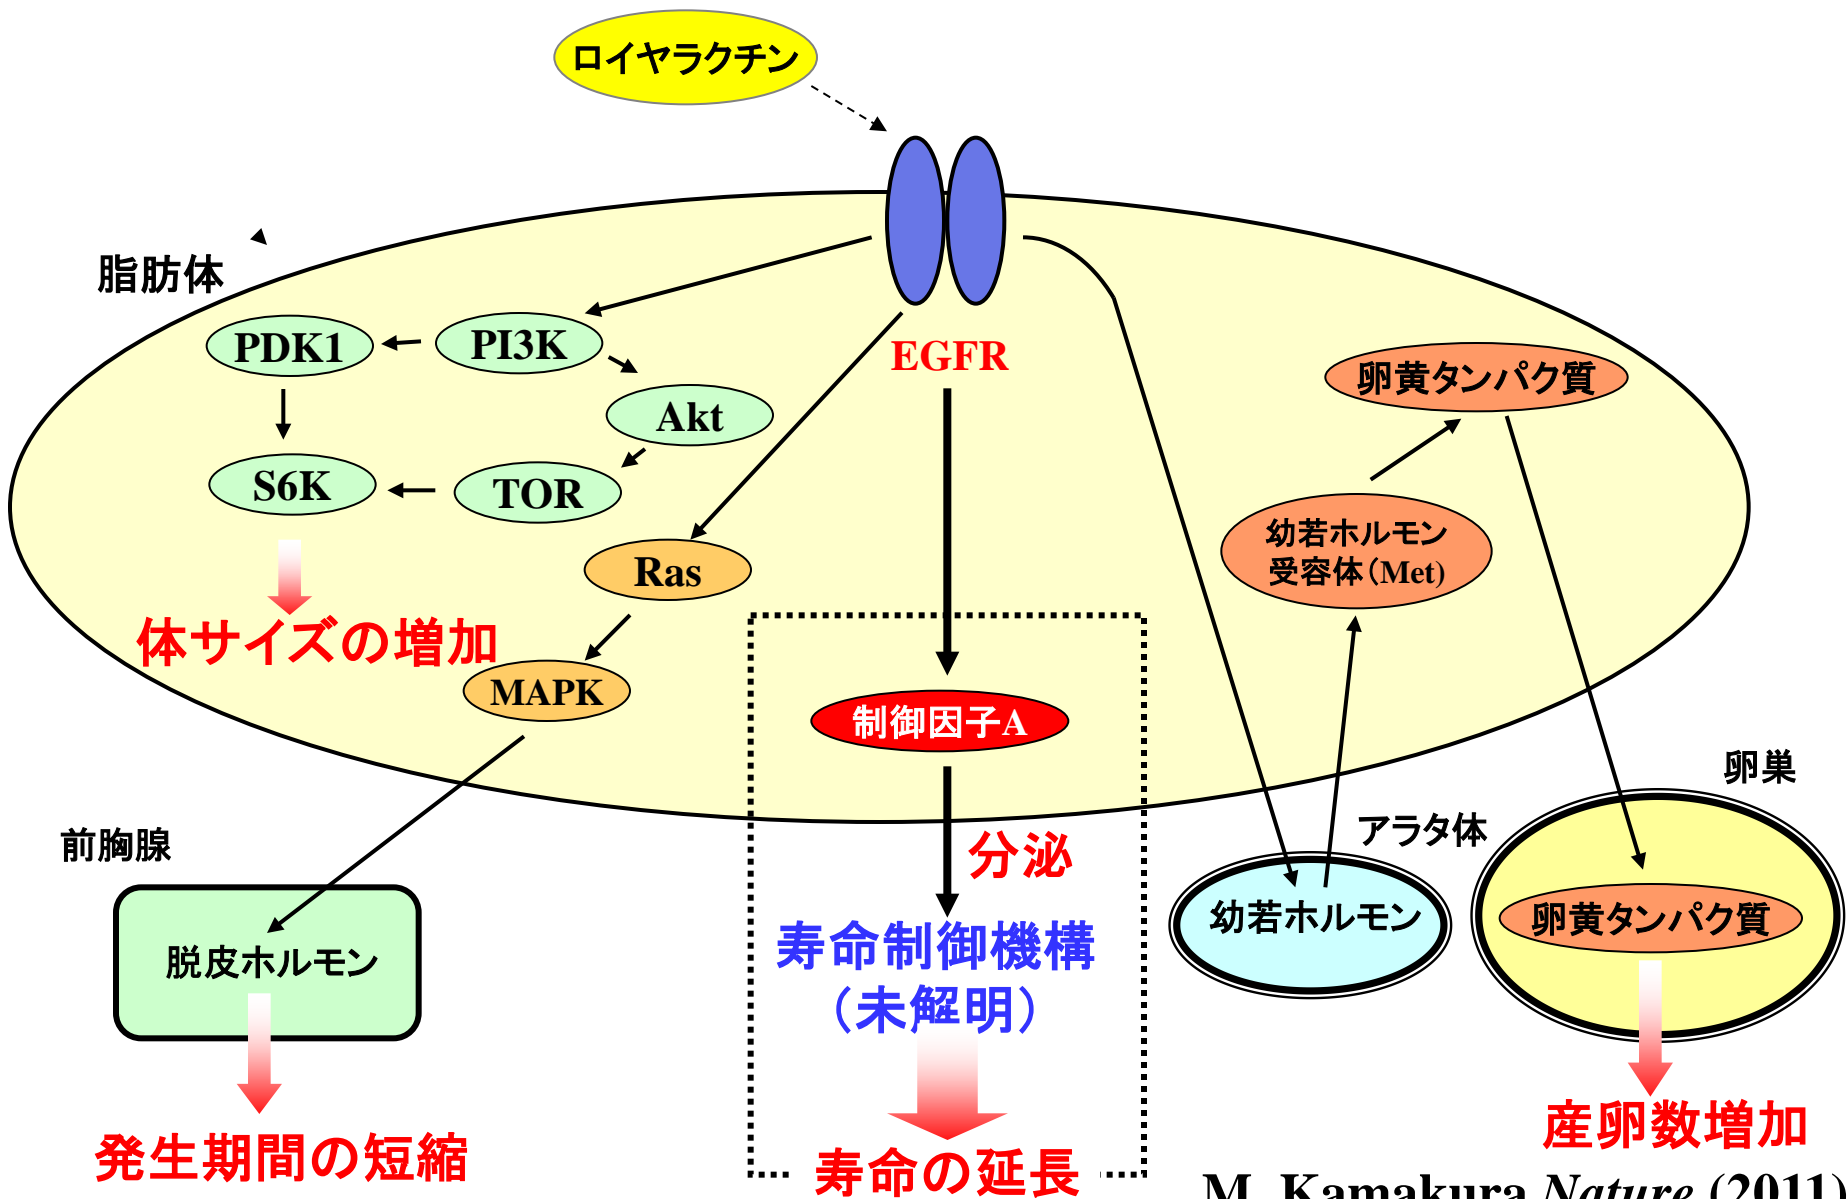 ロイヤラクチン
脂肪体
PDK1
PI3K
EGFR
Akt
S6K
TOR
Ras
体サイズの増加
MAPK
卵黄タンパク質
幼若ホルモン
受容体（Met）
制御因子A
分泌
寿命制御機構
（未解明）
寿命の延長
前胸腺
脱皮ホルモン
発生期間の短縮
アラタ体
幼若ホルモン
卵巣
卵黄タンパク質
産卵数増加
M. Kamakura Nature (2011)